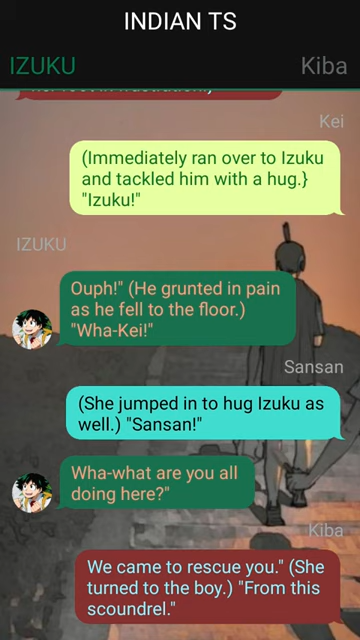 INDIAN TS
IZUKU Kiba
Kei
(Immediately ran over to Izuku
and tackled him with a hug.}
"Izuku!"
IZUKU
Ouph!" (He grunted in pain
as he fell to the floor.)
"Wha-Kei!"
Sansan
(She jumped in to hug Izuku as
well.) "Sansan!"
Wha-what are you all
doing here?"
Kiba
We came to rescue you." (She
turned to the boy.) "From this
scoundrel."